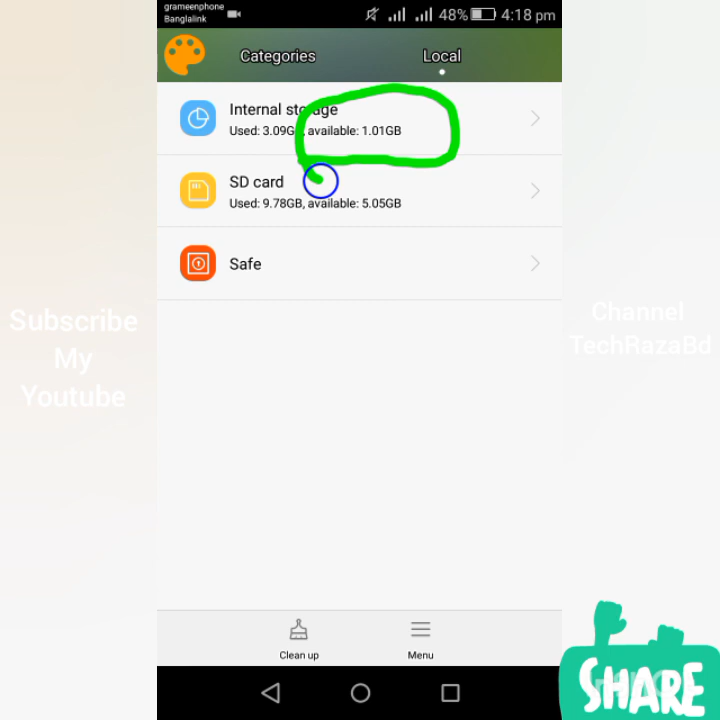 grameenphone
Banglalink
48%
4:18 pm
Categories
Local
Internal storage
Used: 3.09GB, available: 1.01GB
SD card
Used: 9.78GB, available: 5.05GB
Safe
Subscribe
My
Youtube
Channel
TechRazaBd
Clean up
Menu
SHARE